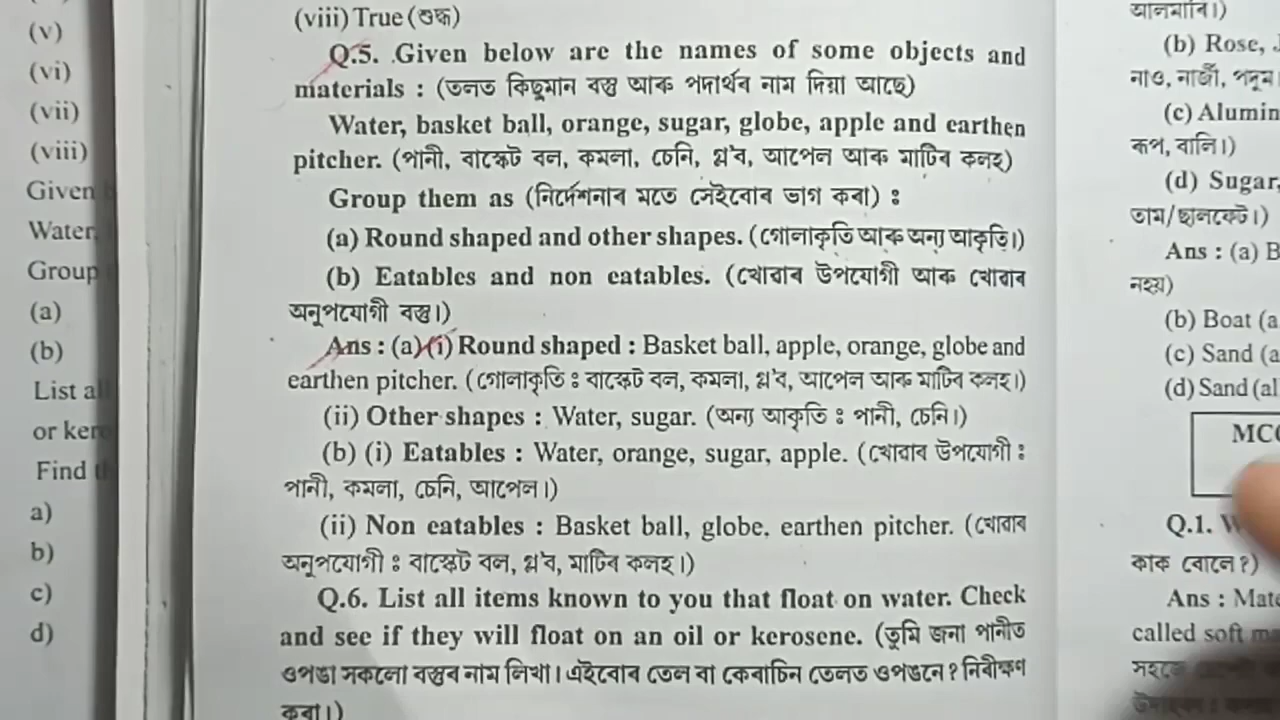 (v)
(vi)
(vii)
(viii)
Given
Water,
Group
(a)
(b)
List al
or kero
Find t
a)
b)
c)
d)
(viii) True (শুদ্ধ)
Q.5. Given below are the names of some objects and
materials : (তলত কিছুমান বস্তু আৰু পদাৰ্থৰ নাম দিয়া আছে)
Water, basket ball, orange, sugar, globe, apple and earthen
pitcher. (পানী, বাস্কেট বল, কমলা, চেনি, গ্ল'ব, আপেল আৰু মাটিৰ কলহ)
Group them as (নিৰ্দেশনাৰ মতে সেইবোৰ ভাগ কৰা) ঃ
(a) Round shaped and other shapes. (গোলাকৃতি আৰু অন্য আকৃতি।)
(b) Eatables and non eatables. (খোৱাৰ উপযোগী আৰু খোৱাৰ
অনুপযোগী বস্তু।)
Ans : (a) (i) Round shaped : Basket ball, apple, orange, globe and
earthen pitcher. (গোলাকৃতি ঃ বাস্কেট বল, কমলা, গ্ল'ব, আপেল আৰু মাটিৰ কলহ।)
(ii) Other shapes : Water, sugar. (অন্য আকৃতি ঃ পানী, চেনি।)
(b) (i) Eatables : Water, orange, sugar, apple. (খোৱাৰ উপযোগী ঃ
পানী, কমলা, চেনি, আপেল।)
(ii) Non eatables : Basket ball, globe, earthen pitcher. (খোৱাৰ
অনুপযোগী ঃ বাস্কেট বল, গ্ল'ব, মাটিৰ কলহ।)
Q.6. List all items known to you that float on water. Check
and see if they will float on an oil or kerosene. (তুমি জনা পানীত
ওপঙা সকলো বস্তুৰ নাম লিখা। এইবোৰ তেল বা কেৰাচিন তেলত ওপঙনে? নিৰীক্ষণ
কৰা।)
(b) Rose,
নাও, নাৰ্জী, পদুম
(c) Alumin
ৰূপ, বালি।)
(d) Sugar,
Ans : (a) B
নহয়)
(b) Boat (a
(c) Sand (a
(d) Sand (al
MC
Q.1.
কাক বোলে?)
Ans : Mate
called soft m